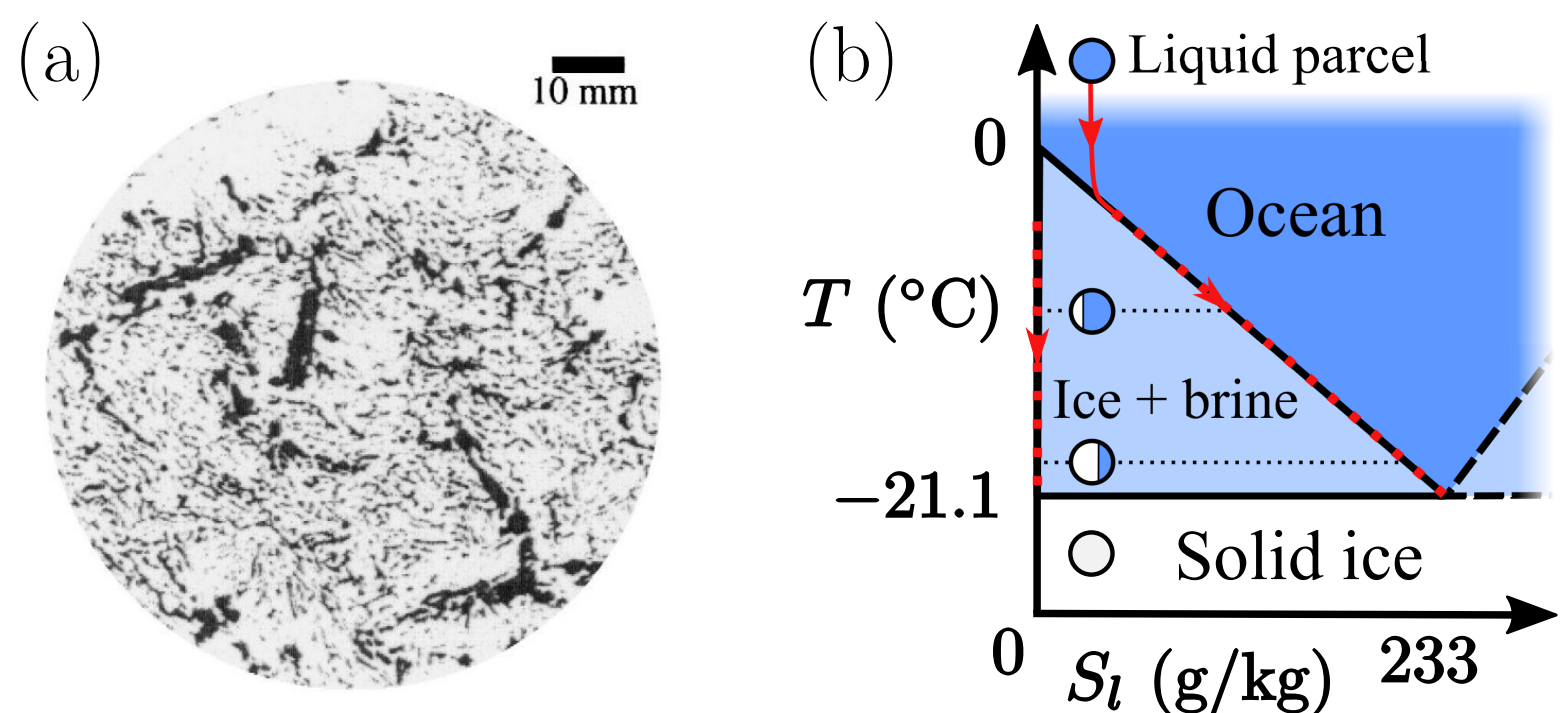 (a)
10 mm
(b)
Liquid parcel
0
Ocean
T (°C)
Ice + brine
−21.1
Solid ice
0
S_l (g/kg)
233